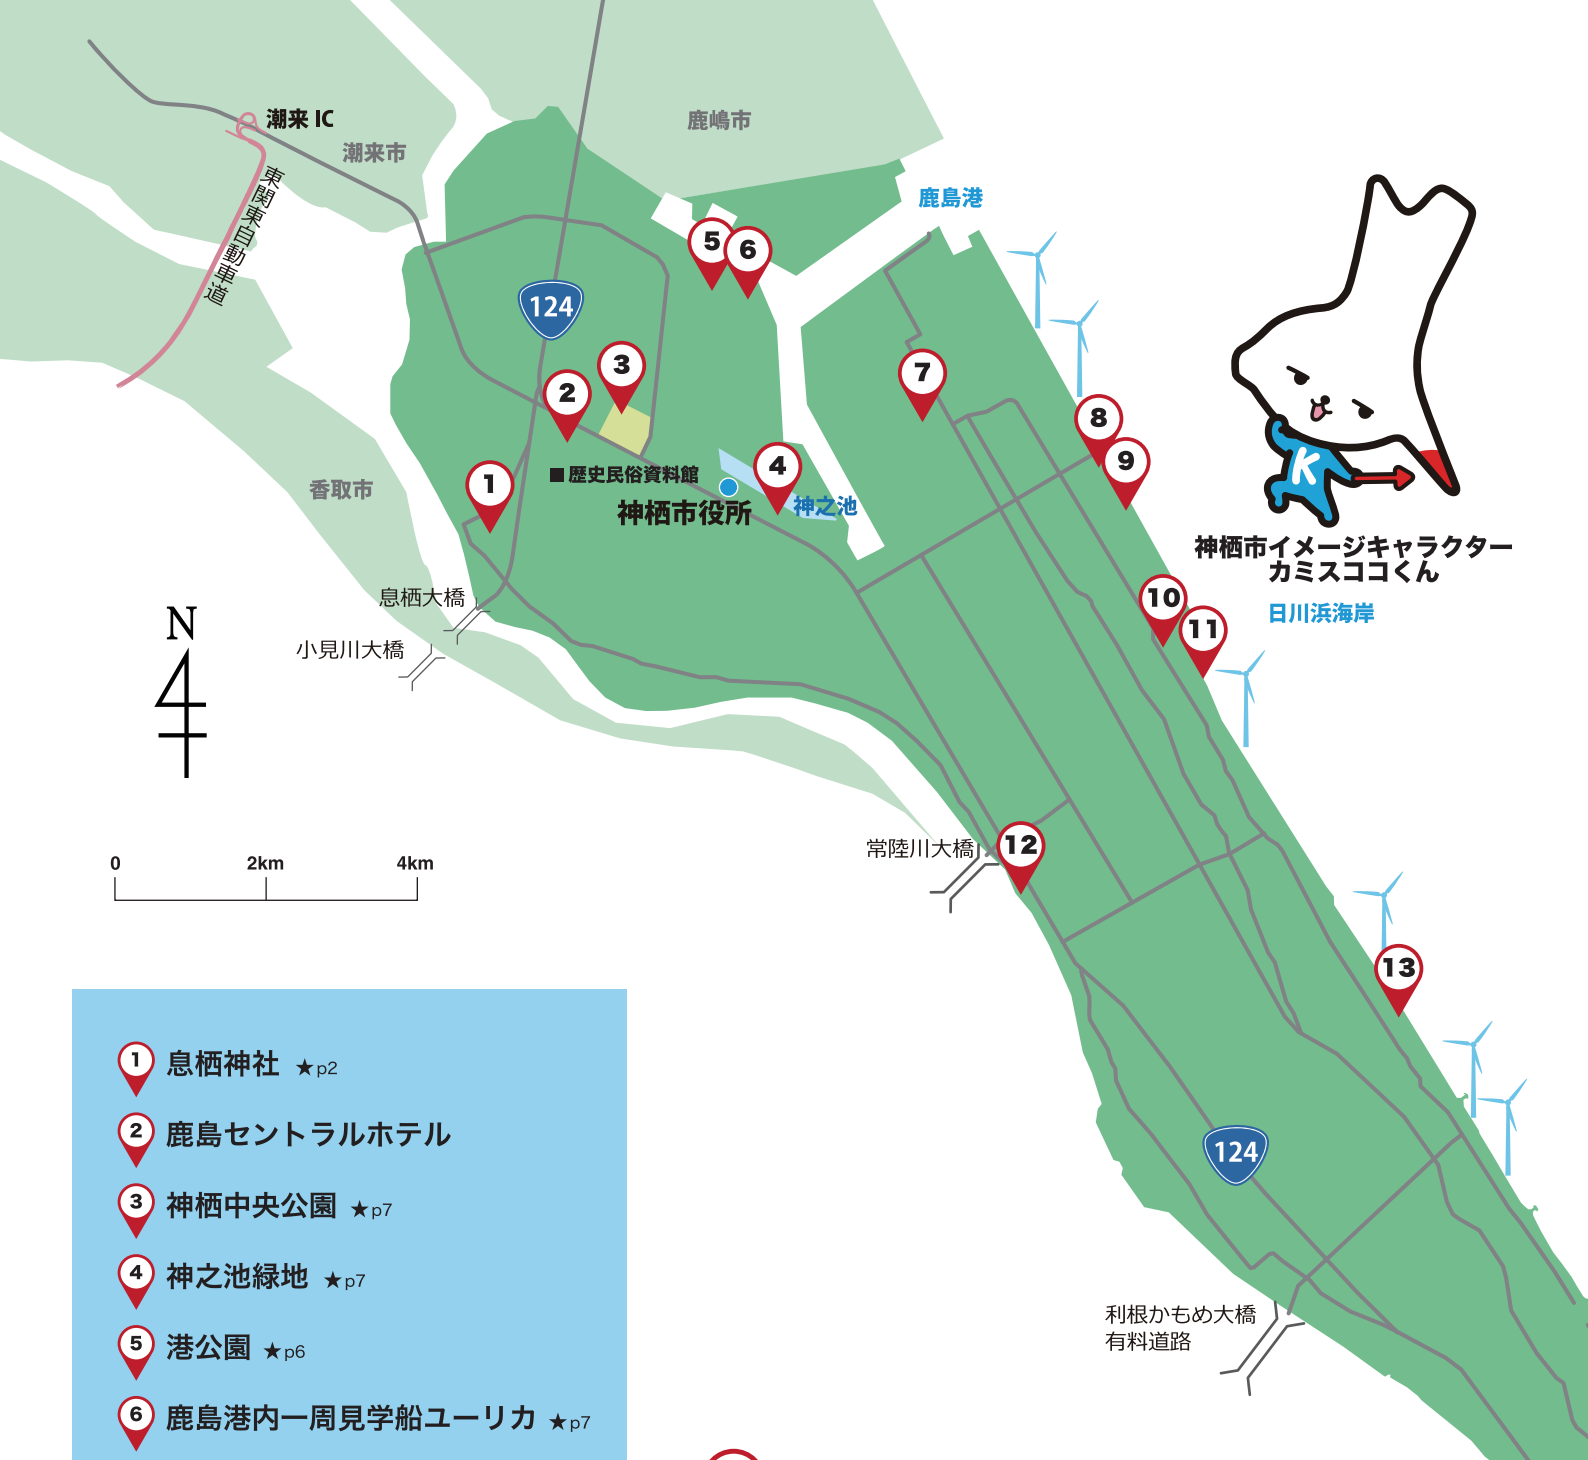 潮来 IC
潮来市
鹿嶋市
東関東自動車道
鹿島港
5
6
124
3
2
7
8
9
4
1
歴史民俗資料館
神栖市役所
神之池
香取市
K
神栖市イメージキャラクター
カミスココくん
日川浜海岸
10
11
息栖大橋
小見川大橋
N
常陸川大橋
12
0 2km 4km
13
124
利根かもめ大橋
有料道路
1 息栖神社 ★p2
2 鹿島セントラルホテル
3 神栖中央公園 ★p7
4 神之池緑地 ★p7
5 港公園 ★p6
6 鹿島港内一周見学船ユーリカ ★p7